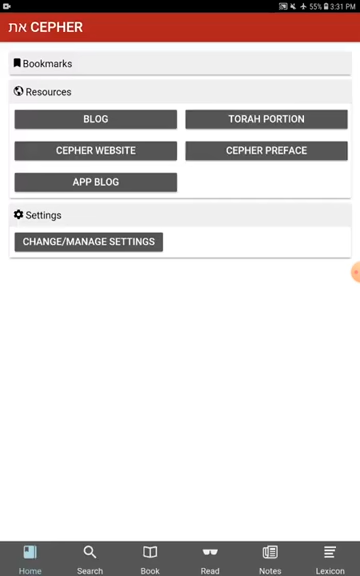 55% 3:31 PM
את CEPHER
Bookmarks
Resources
BLOG TORAH PORTION
CEPHER WEBSITE CEPHER PREFACE
APP BLOG
Settings
CHANGE/MANAGE SETTINGS
Home Search Book Read Notes Lexicon